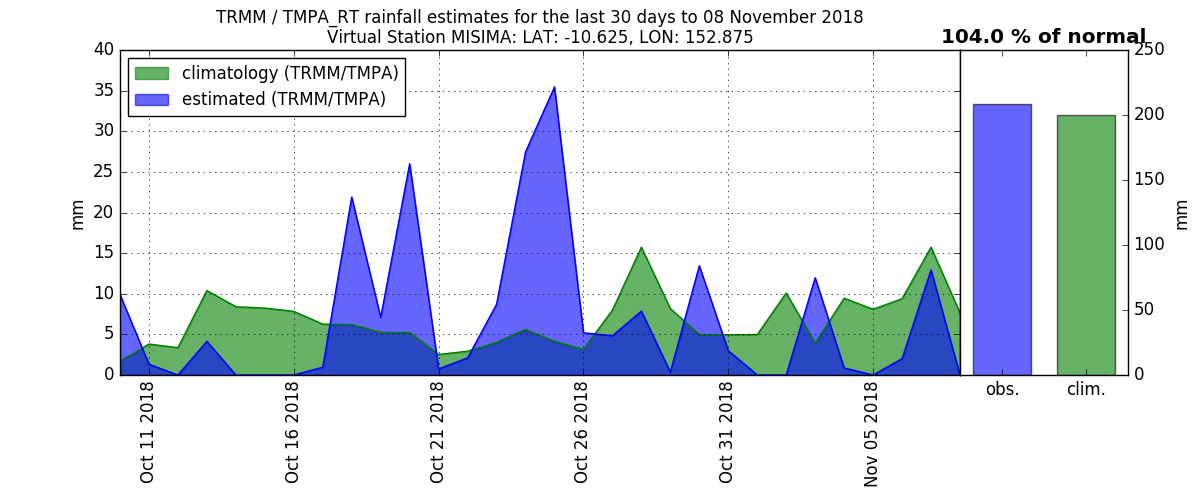 TRMM / TMPA_RT rainfall estimates for the last 30 days to 08 November 2018
Virtual Station MISIMA: LAT: -10.625, LON: 152.875
104.0 % of normal
climatology (TRMM/TMPA)
estimated (TRMM/TMPA)
40
35
30
25
20
15
10
5
0
mm
Oct 11 2018
Oct 16 2018
Oct 21 2018
Oct 26 2018
Oct 31 2018
Nov 05 2018
obs.
clim.
250
200
150
100
50
0
mm